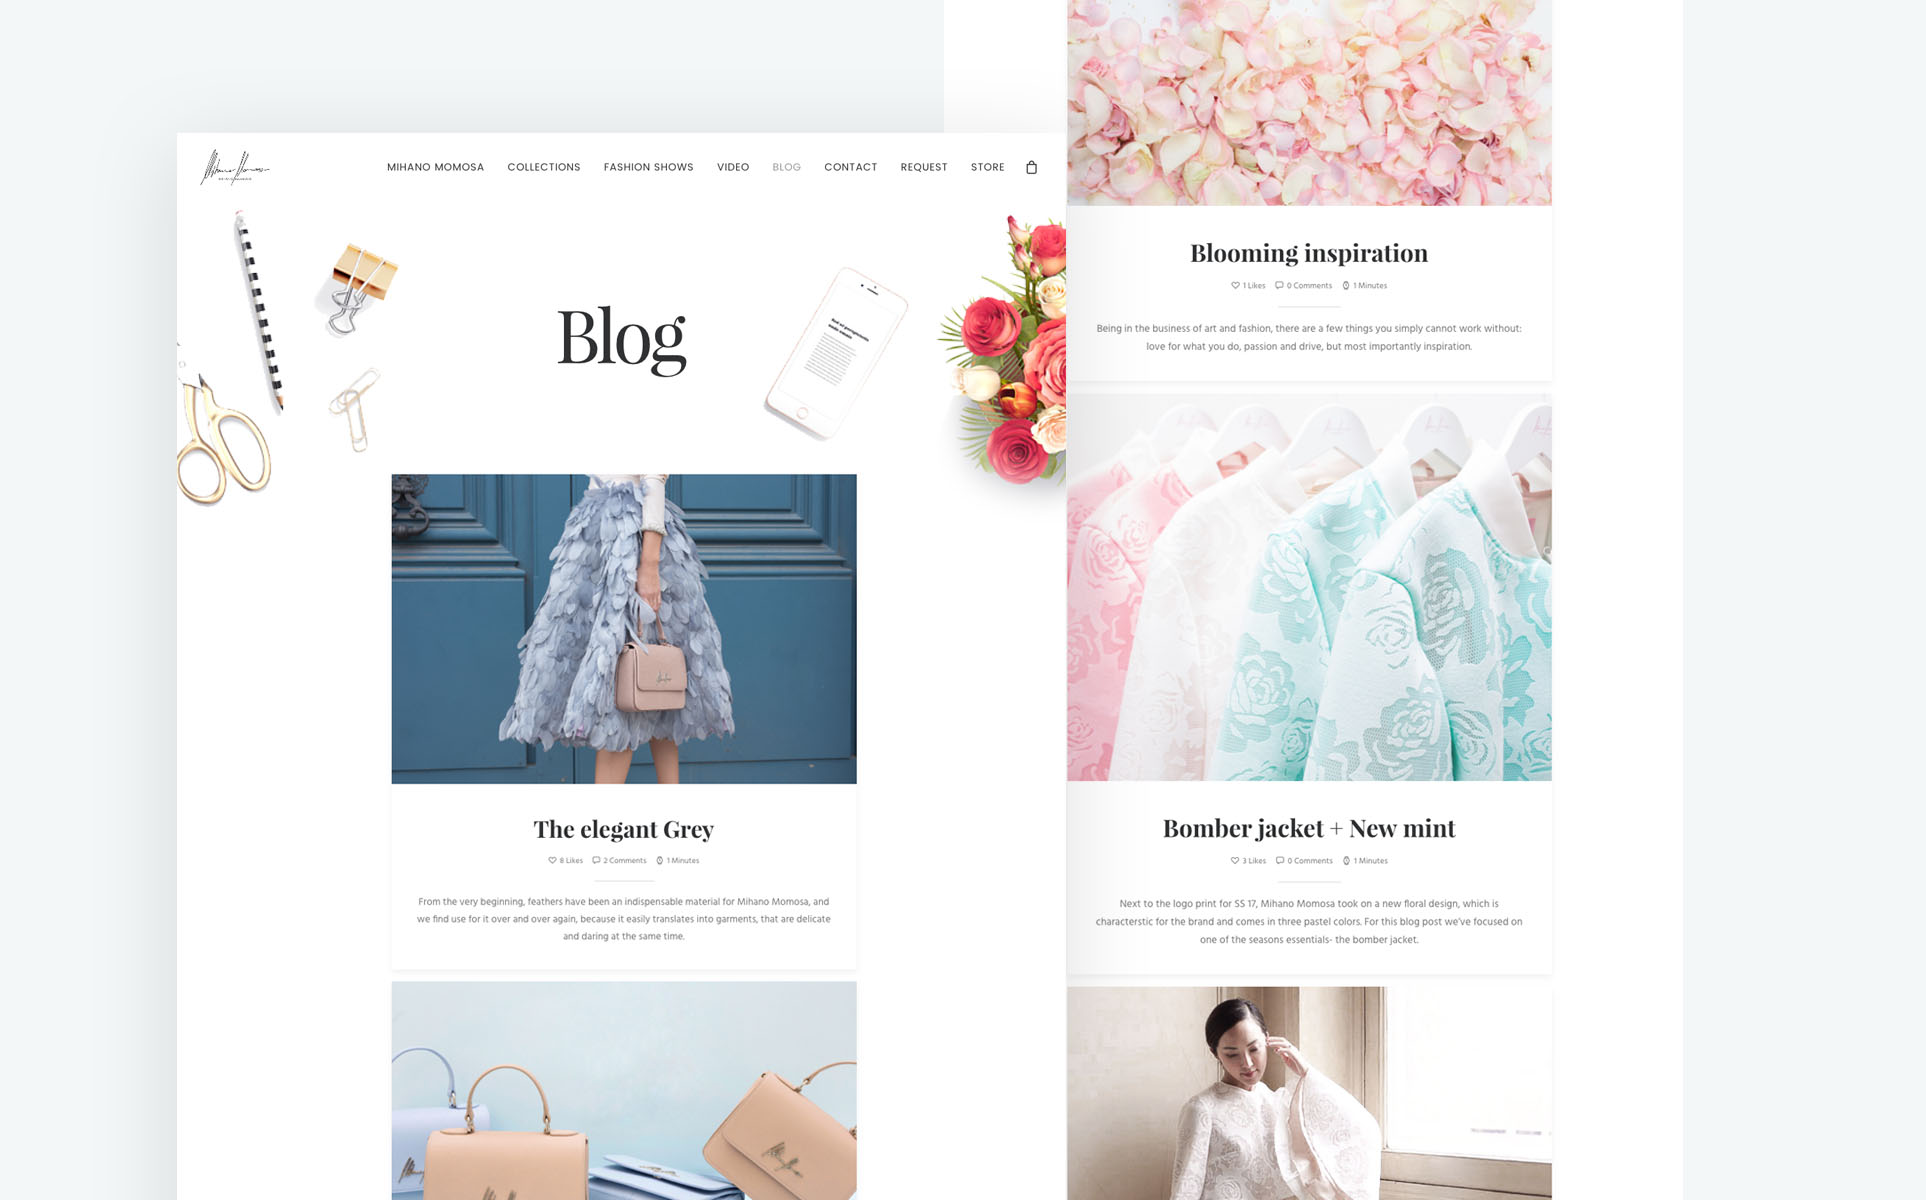 MIHANO MOMOSA COLLECTIONS FASHION SHOWS VIDEO BLOG CONTACT REQUEST STORE
Blog
The elegant Grey
8 Likes 2 Comments 1 Minutes
From the very beginning, feathers have been an indispensable material for Mihano Momosa, and
we find use for it over and over again, because it easily translates into garments, that are delicate
and daring at the same time.
Blooming inspiration
1 Likes 0 Comments 1 Minutes
Being in the business of art and fashion, there are a few things you simply cannot work without:
love for what you do, passion and drive, but most importantly inspiration.
Bomber jacket + New mint
3 Likes 0 Comments 1 Minutes
Next to the logo print for SS 17, Mihano Momosa took on a new floral design, which is
characterstic for the brand and comes in three pastel colors. For this blog post we've focused on
one of the seasons essentials- the bomber jacket.